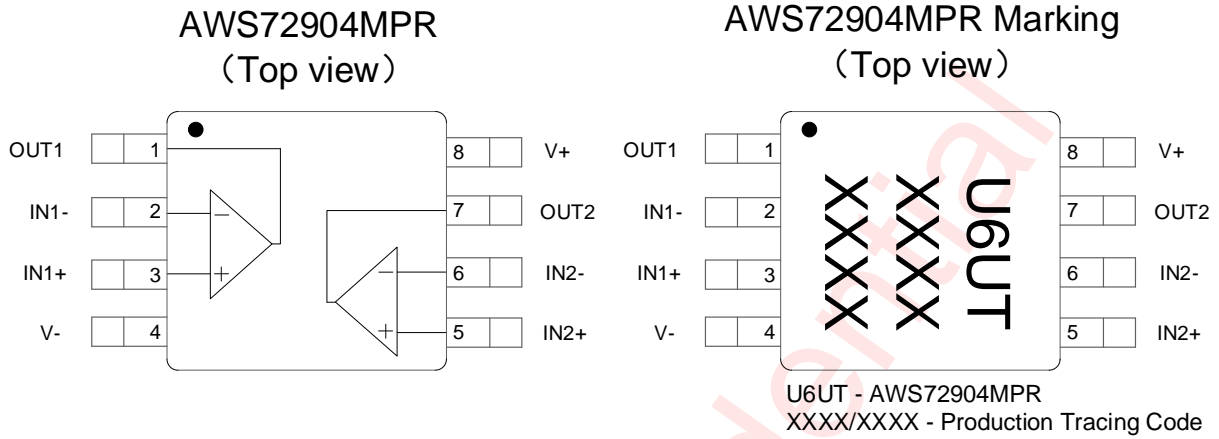 AWS72904MPR
（Top view）
OUT1 1
IN1- 2
IN1+ 3
V- 4
8 V+
7 OUT2
6 IN2-
5 IN2+
－
+
－
+
AWS72904MPR Marking
（Top view）
OUT1 1
IN1- 2
IN1+ 3
V- 4
8 V+
7 OUT2
6 IN2-
5 IN2+
U6UT
XXXX
XXXX
U6UT - AWS72904MPR
XXXX/XXXX - Production Tracing Code